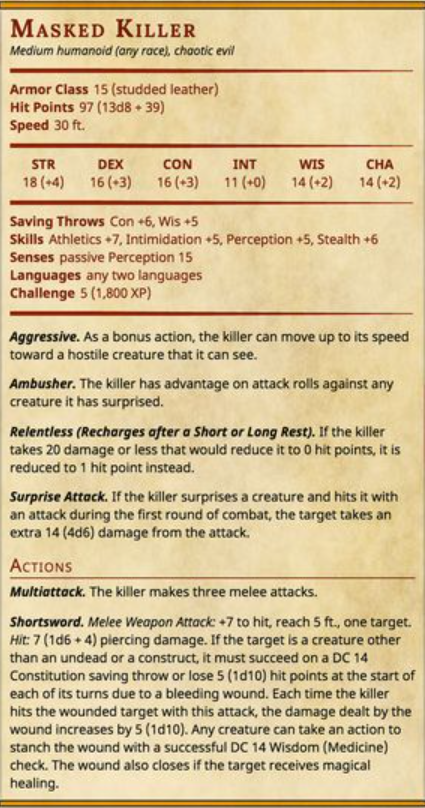 MASKED KILLER
Medium humanoid (any race), chaotic evil
Armor Class 15 (studded leather)
Hit Points 97 (13d8 + 39)
Speed 30 ft.
STR DEX CON INT WIS CHA
18 (+4) 16 (+3) 16 (+3) 11 (+0) 14 (+2) 14 (+2)
Saving Throws Con +6, Wis +5
Skills Athletics +7, Intimidation +5, Perception +5, Stealth +6
Senses passive Perception 15
Languages any two languages
Challenge 5 (1,800 XP)
Aggressive. As a bonus action, the killer can move up to its speed
toward a hostile creature that it can see.
Ambusher. The killer has advantage on attack rolls against any
creature it has surprised.
Relentless (Recharges after a Short or Long Rest). If the killer
takes 20 damage or less that would reduce it to 0 hit points, it is
reduced to 1 hit point instead.
Surprise Attack. If the killer surprises a creature and hits it with
an attack during the first round of combat, the target takes an
extra 14 (4d6) damage from the attack.
ACTIONS
Multiattack. The killer makes three melee attacks.
Shortsword. Melee Weapon Attack: +7 to hit, reach 5 ft., one target.
Hit: 7 (1d6 + 4) piercing damage. If the target is a creature other
than an undead or a construct, it must succeed on a DC 14
Constitution saving throw or lose 5 (1d10) hit points at the start of
each of its turns due to a bleeding wound. Each time the killer
hits the wounded target with this attack, the damage dealt by the
wound increases by 5 (1d10). Any creature can take an action to
stanch the wound with a successful DC 14 Wisdom (Medicine)
check. The wound also closes if the target receives magical
healing.